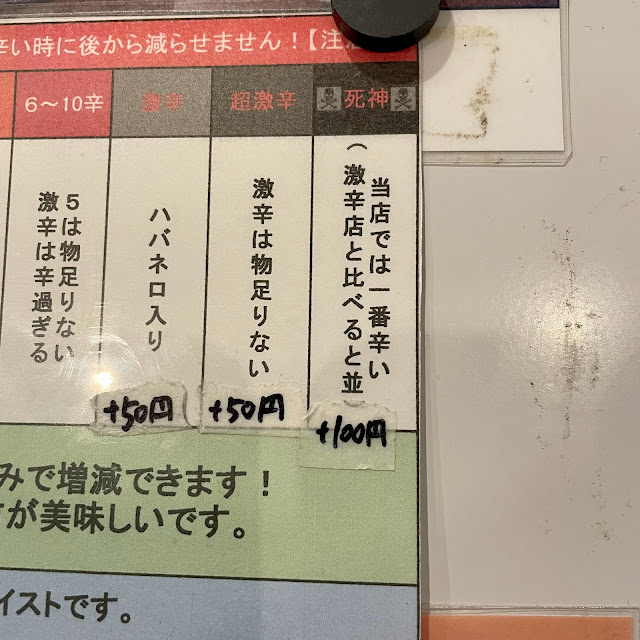 辛い時に後から減らせません！【注
6～10辛
激辛
超激辛
死神
5は物足りない
激辛は辛過ぎる
ハバネロ入り
激辛は物足りない
当店では一番辛い
（激辛店と比べると並
+50円
+50円
+100円
みで増減できます！
が美味しいです。
イストです。